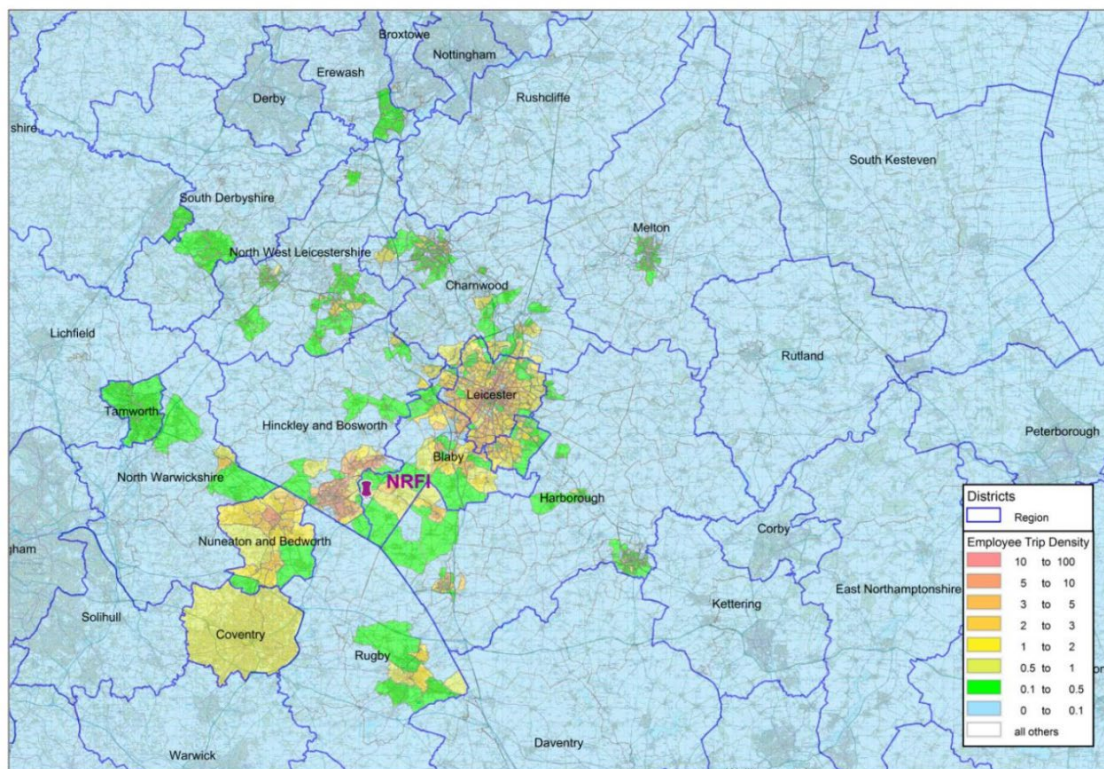 Broxtowe
Nottingham
Erewash
Derby
Rushcliffe
shire
South Kesteven
South Derbyshire
Melton
North West Leicestershire
Charnwood
Lichfield
Rutland
Leicester
Tamworth
Hinckley and Bosworth
Peterborough
Blaby
North Warwickshire
NRFI
Harborough
Nuneaton and Bedworth
Corby
gham
East Northamptonshire
Solihull
Kettering
Coventry
Rugby
on
Daventry
Warwick
Districts
Region
Employee Trip Density
10 to 100
5 to 10
3 to 5
2 to 3
1 to 2
0.5 to 1
0.1 to 0.5
0 to 0.1
all others